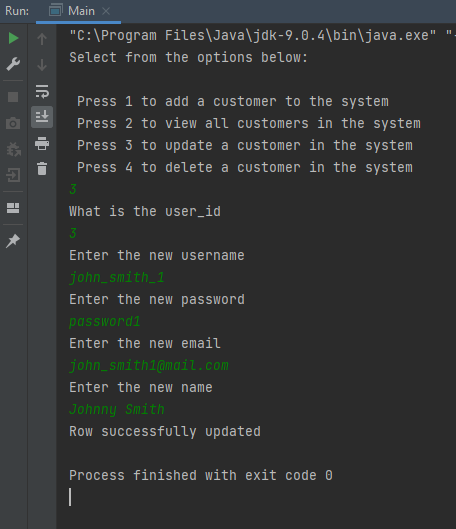 Run: Main
"C:\Program Files\Java\jdk-9.0.4\bin\java.exe" "-
Select from the options below:
Press 1 to add a customer to the system
Press 2 to view all customers in the system
Press 3 to update a customer in the system
Press 4 to delete a customer in the system
3
What is the user_id
3
Enter the new username
john_smith_1
Enter the new password
password1
Enter the new email
john_smith1@mail.com
Enter the new name
Johnny Smith
Row successfully updated
Process finished with exit code 0